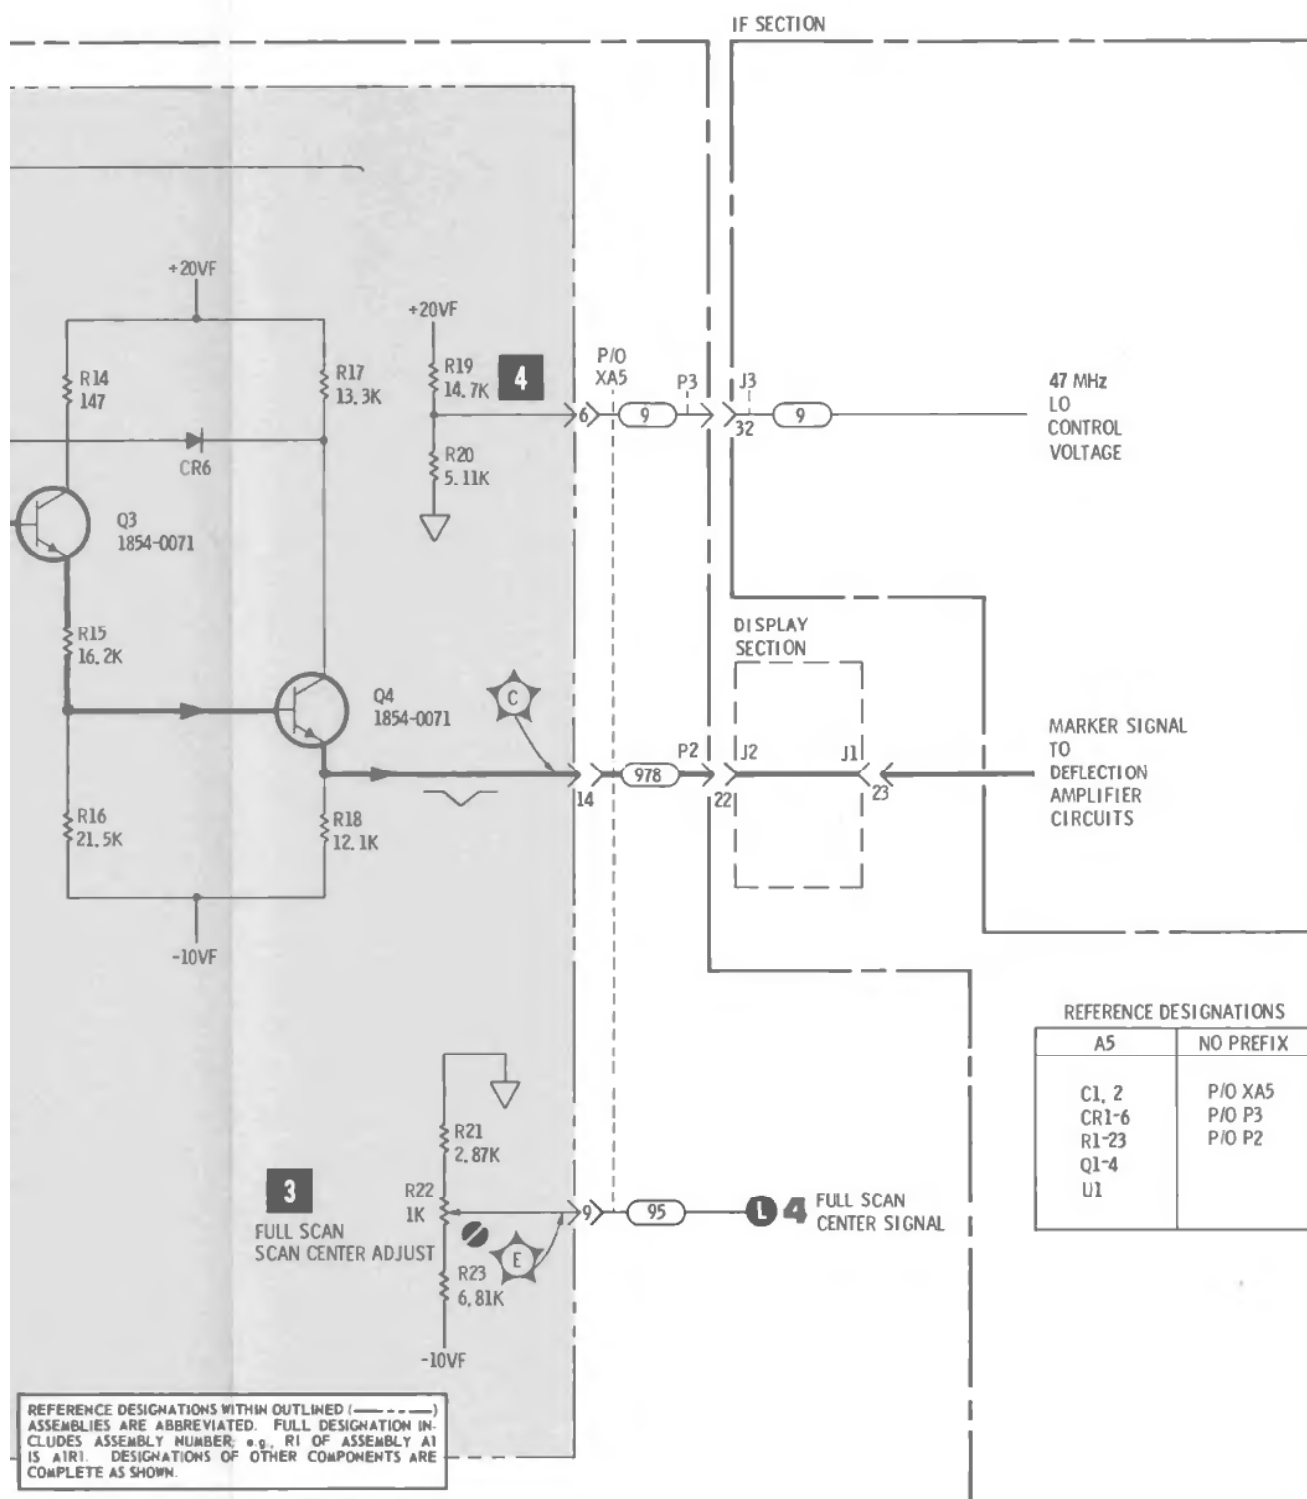 IF SECTION
+20VF
R14
147
R17
13.3K
CR6
Q3
1854-0071
R15
16.2K
R16
21.5K
Q4
1854-0071
R18
12.1K
-10VF
+20VF
R19
14.7K
4
R20
5.11K
P/O
XA5
6
9
P3
J3
32
9
47 MHz
LO
CONTROL
VOLTAGE
C
14
978
P2
22
DISPLAY
SECTION
J2
J1
23
MARKER SIGNAL
TO
DEFLECTION
AMPLIFIER
CIRCUITS
R21
2.87K
3
R22
1K
FULL SCAN
SCAN CENTER ADJUST
E
R23
6.81K
-10VF
9
95
L
4
FULL SCAN
CENTER SIGNAL
REFERENCE DESIGNATIONS
A5
NO PREFIX
C1, 2
P/O XA5
CR1-6
P/O P3
R1-23
P/O P2
Q1-4
U1
REFERENCE DESIGNATIONS WITHIN OUTLINED (—----—)
ASSEMBLIES ARE ABBREVIATED. FULL DESIGNATION IN-
CLUDES ASSEMBLY NUMBER; e.g., R1 OF ASSEMBLY A1
IS A1R1. DESIGNATIONS OF OTHER COMPONENTS ARE
COMPLETE AS SHOWN.